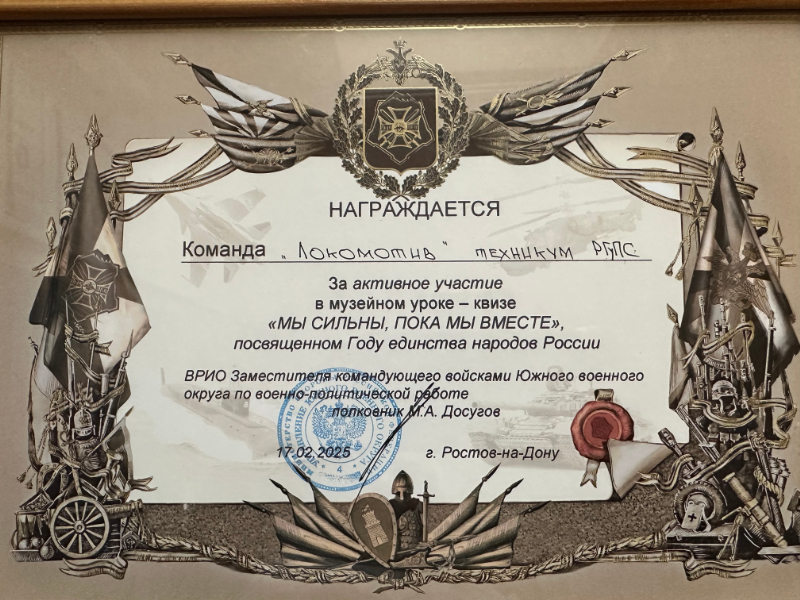 НАГРАЖДАЕТСЯ
Команда „Локомотив" техникум РГУПС
За активное участие
в музейном уроке – квизе
«МЫ СИЛЬНЫ, ПОКА МЫ ВМЕСТЕ»,
посвященном Году единства народов России
ВРИО Заместителя командующего войсками Южного военного
округа по военно-политической работе
полковник М.А. Досугов
17.02.2025 г. Ростов-на-Дону